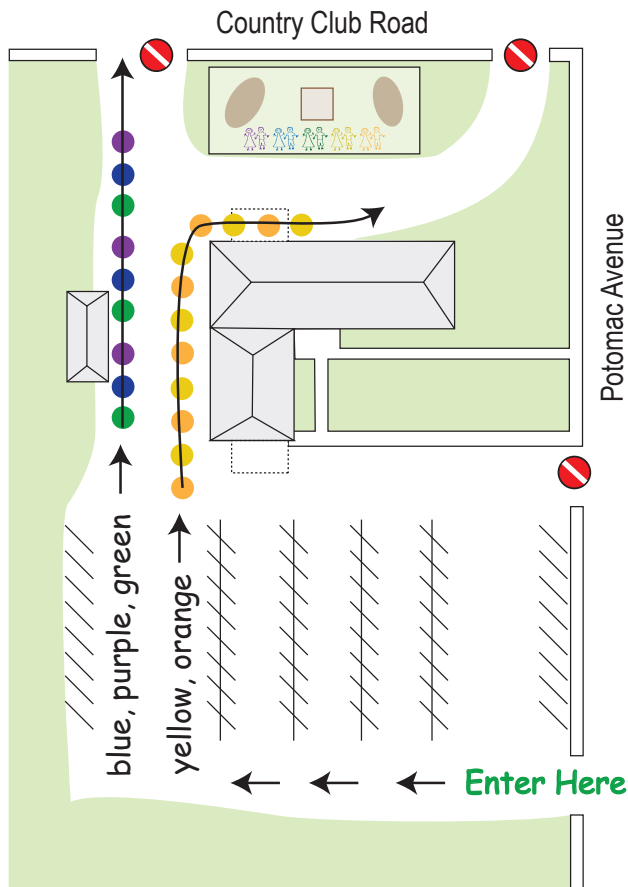 Country Club Road
Potomac Avenue
blue, purple, green
yellow, orange
Enter Here